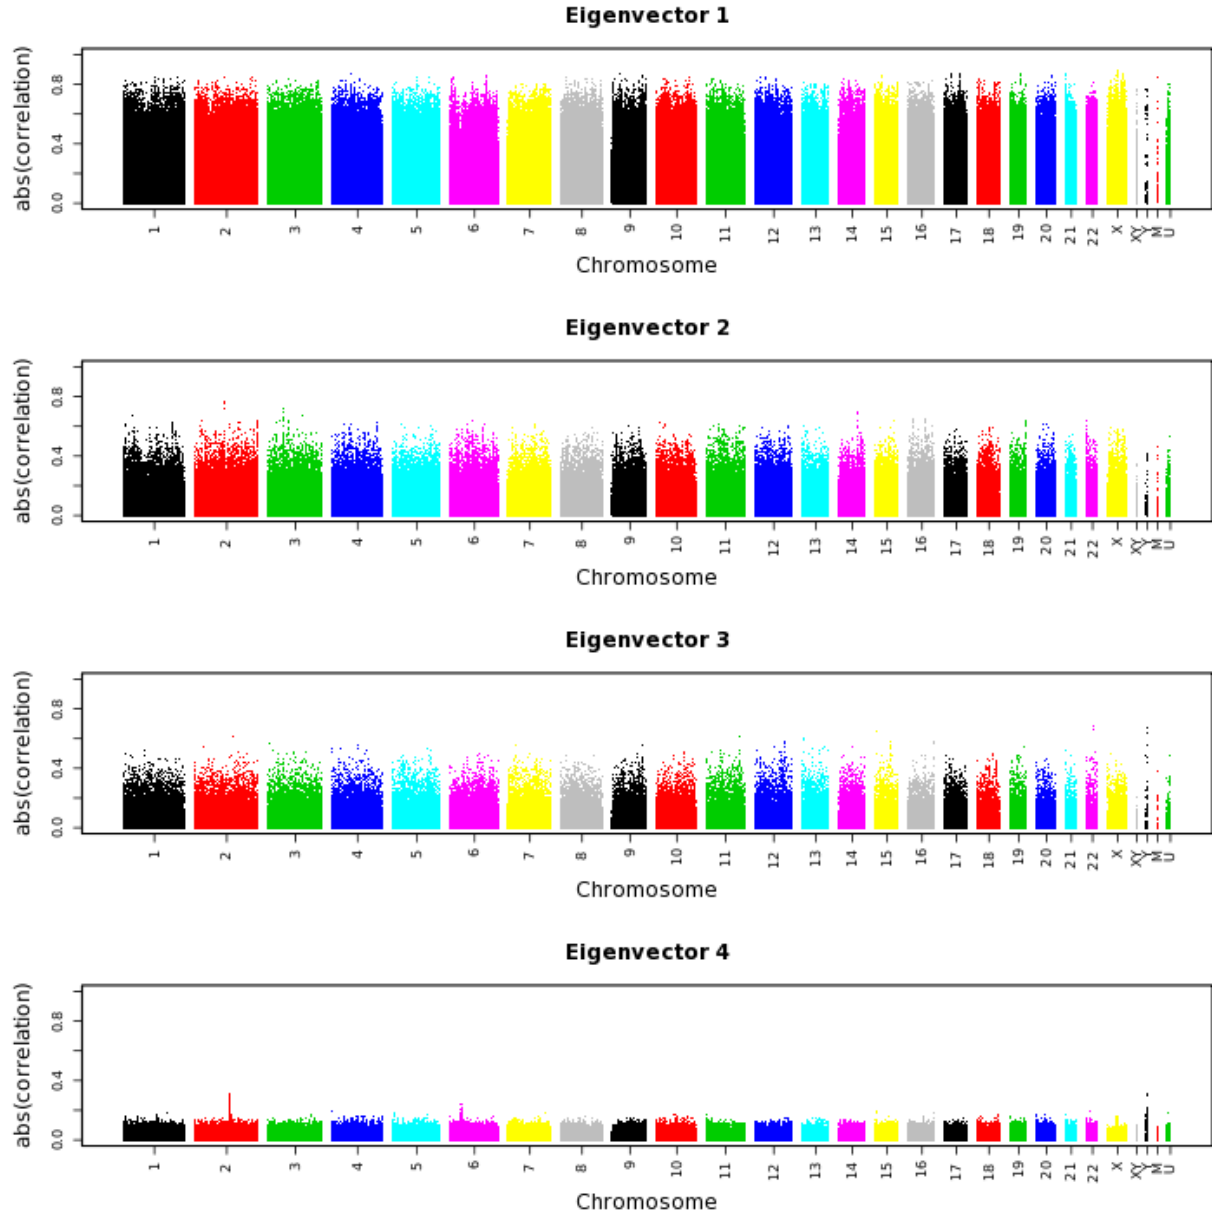 Eigenvector 1
abs(correlation)
0.8
0.4
0.0
1 2 3 4 5 6 7 8 9 10 11 12 13 14 15 16 17 18 19 20 21 22 X XY Y M U
Chromosome
Eigenvector 2
abs(correlation)
0.8
0.4
0.0
1 2 3 4 5 6 7 8 9 10 11 12 13 14 15 16 17 18 19 20 21 22 X XY Y M U
Chromosome
Eigenvector 3
abs(correlation)
0.8
0.4
0.0
1 2 3 4 5 6 7 8 9 10 11 12 13 14 15 16 17 18 19 20 21 22 X XY Y M U
Chromosome
Eigenvector 4
abs(correlation)
0.8
0.4
0.0
1 2 3 4 5 6 7 8 9 10 11 12 13 14 15 16 17 18 19 20 21 22 X XY Y M U
Chromosome